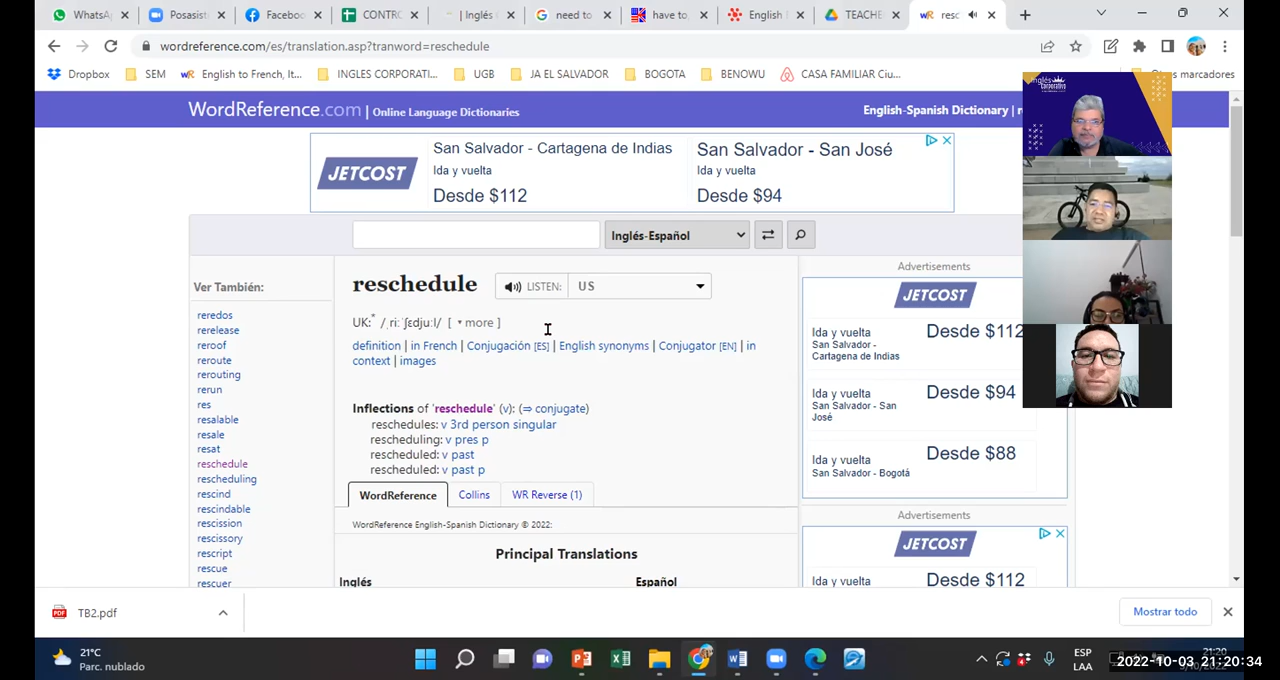 WhatsA
Posasist
Faceboo
CONTRO
| Inglés C
need to
have to,
English
TEACHE
resc
wordreference.com/es/translation.asp?tranword=reschedule
Dropbox
SEM
English to French, It...
INGLES CORPORATI...
UGB
JA EL SALVADOR
BOGOTA
BENOWU
CASA FAMILIAR Ciu...
Otros marcadores
WordReference.com | Online Language Dictionaries
English-Spanish Dictionary |
Inglés
Corporativo
JETCOST
San Salvador - Cartagena de Indias
Ida y vuelta
Desde $112
San Salvador - San José
Ida y vuelta
Desde $94
Inglés-Español
Ver También:
reredos
rerelease
reroof
reroute
rerouting
rerun
res
resalable
resale
resat
reschedule
rescheduling
rescind
rescindable
rescission
rescissory
rescript
rescue
rescuer
reschedule
LISTEN:
US
UK:* /ˌriːˈʃɛdjuːl/ [ ▾more ]
definition | in French | Conjugación [ES] | English synonyms | Conjugator [EN] | in
context | images
Inflections of 'reschedule' (v): (⇒ conjugate)
reschedules: v 3rd person singular
rescheduling: v pres p
rescheduled: v past
rescheduled: v past p
WordReference
Collins
WR Reverse (1)
WordReference English-Spanish Dictionary © 2022:
Principal Translations
Inglés
Español
Advertisements
JETCOST
Ida y vuelta
San Salvador -
Cartagena de Indias
Desde $112
Ida y vuelta
San Salvador - San
José
Desde $94
Ida y vuelta
San Salvador - Bogotá
Desde $88
Advertisements
JETCOST
Ida y vuelta
Desde $112
TB2.pdf
Mostrar todo
21°C
Parc. nublado
ESP
LAA
21:20
2022-10-03, 21:20:34